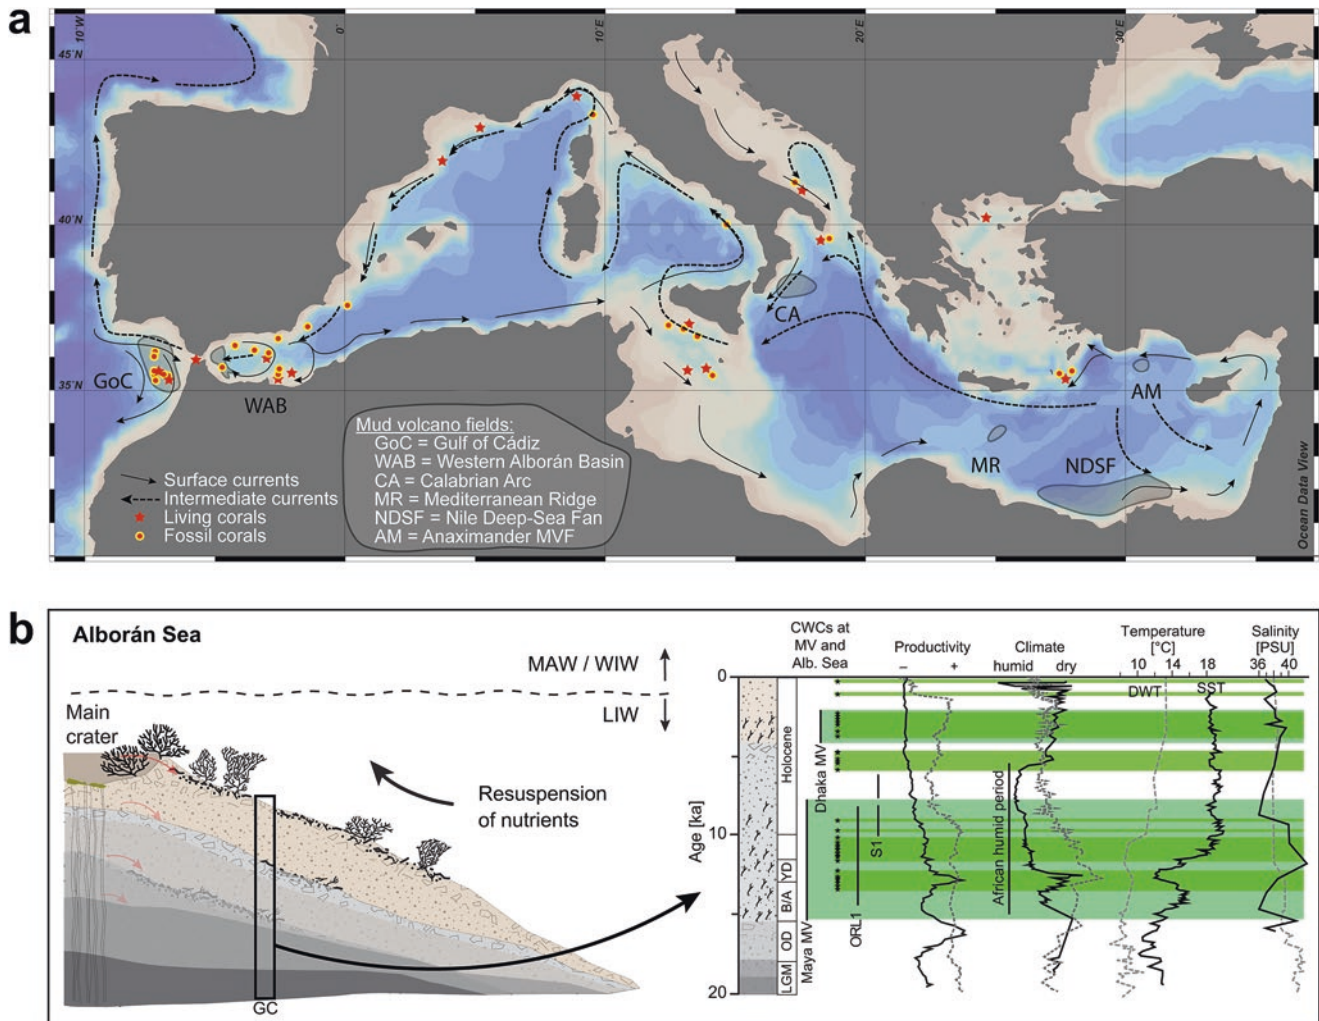 a
10˚W
0˚
10˚E
20˚E
30˚E
45˚N
40˚N
35˚N
GoC
WAB
CA
MR
NDSF
AM
Surface currents
Intermediate currents
Living corals
Fossil corals
Mud volcano fields:
GoC = Gulf of Cádiz
WAB = Western Alborán Basin
CA = Calabrian Arc
MR = Mediterranean Ridge
NDSF = Nile Deep-Sea Fan
AM = Anaximander MVF
Ocean Data View
b
Alborán Sea
MAW / WIW
LIW
Main
crater
Resuspension
of nutrients
GC
CWCs at
MV and
Alb. Sea
Productivity
– +
Climate
humid dry
Temperature
[°C]
10 14 18
Salinity
[PSU]
36 40
DWT
SST
Age [ka]
0
10
20
Holocene
YD
B/A
OD
LGM
Dhaka MV
Maya MV
ORL1
S1
African humid period